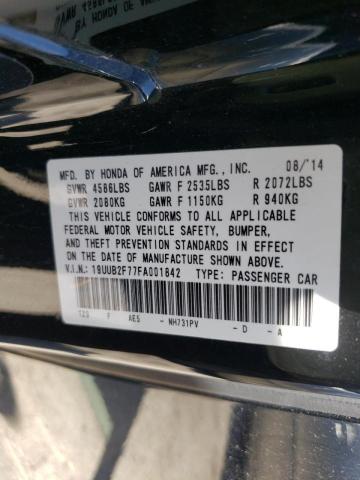 MFD. BY HONDA OF AMERICA MFG., INC. 08/'14
GVWR 4586LBS GAWR F 2535LBS R 2072LBS
GVWR 2080KG GAWR F 1150KG R 940KG
THIS VEHICLE CONFORMS TO ALL APPLICABLE
FEDERAL MOTOR VEHICLE SAFETY, BUMPER,
AND THEFT PREVENTION STANDARDS IN EFFECT
ON THE DATE OF MANUFACTURE SHOWN ABOVE.
V.I.N.: 19UUB2F77FA001842 TYPE: PASSENGER CAR
TZ3 F AE5 - NH731PV - D - A